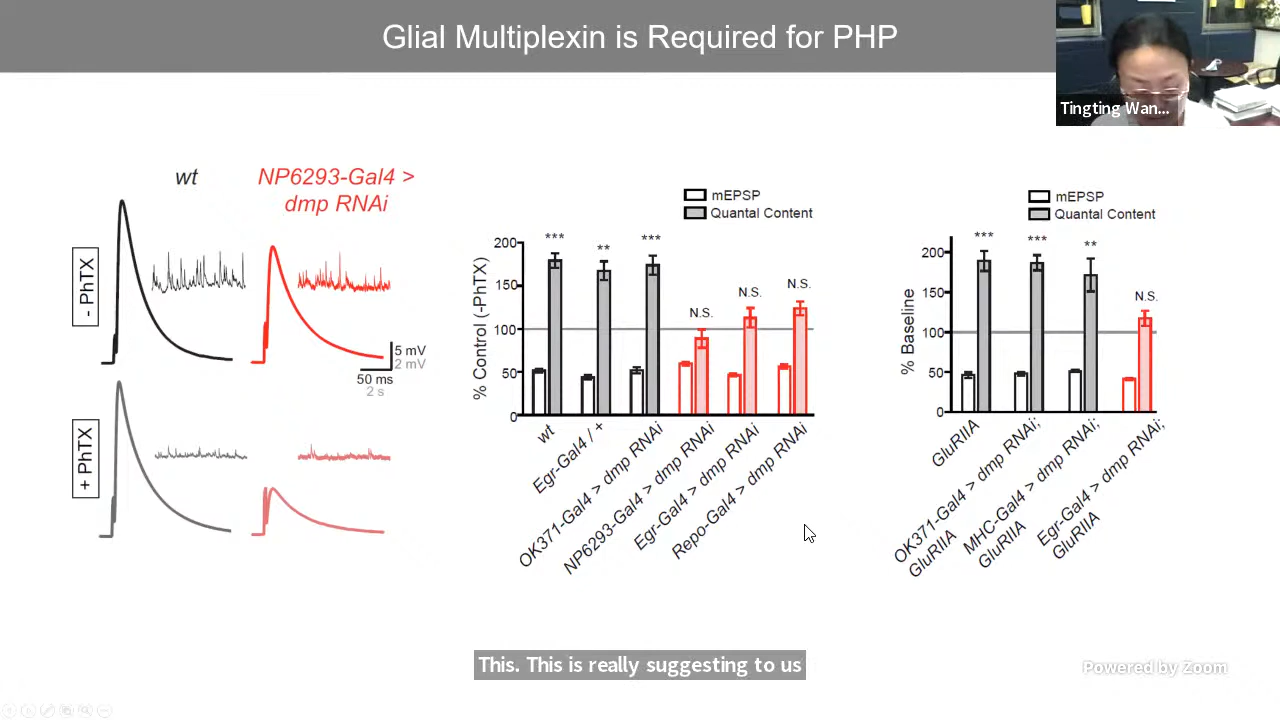 Glial Multiplexin is Required for PHP
Tingting Wan...
wt
NP6293-Gal4 >
dmp RNAi
- PhTX
5 mV
2 mV
50 ms
2 s
+ PhTX
mEPSP
Quantal Content
% Control (-PhTX)
200
150
100
50
0
***
**
***
N.S.
N.S.
N.S.
wt
Egr-Gal4 / +
OK371-Gal4 > dmp RNAi
NP6293-Gal4 > dmp RNAi
Egr-Gal4 > dmp RNAi
Repo-Gal4 > dmp RNAi
mEPSP
Quantal Content
% Baseline
200
150
100
50
0
***
***
**
N.S.
GluRIIA
OK371-Gal4 > dmp RNAi;
GluRIIA
MHC-Gal4 > dmp RNAi;
GluRIIA
Egr-Gal4 > dmp RNAi;
GluRIIA
This. This is really suggesting to us
Powered by Zoom